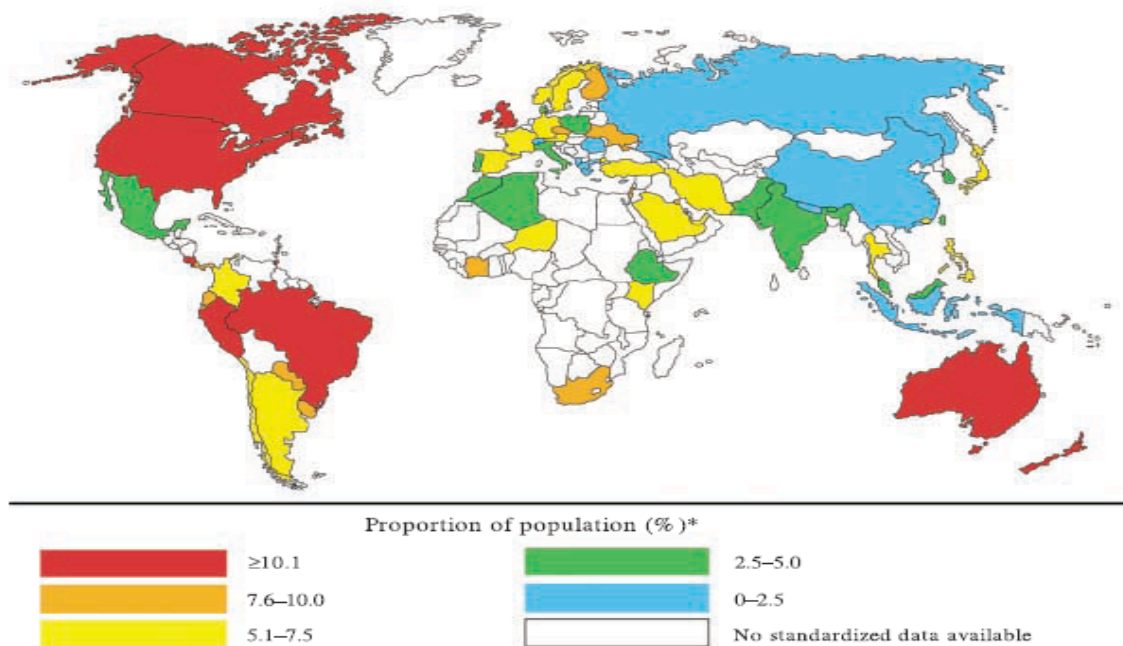 Proportion of population (%)*
≥10.1
7.6–10.0
5.1–7.5
2.5–5.0
0–2.5
No standardized data available